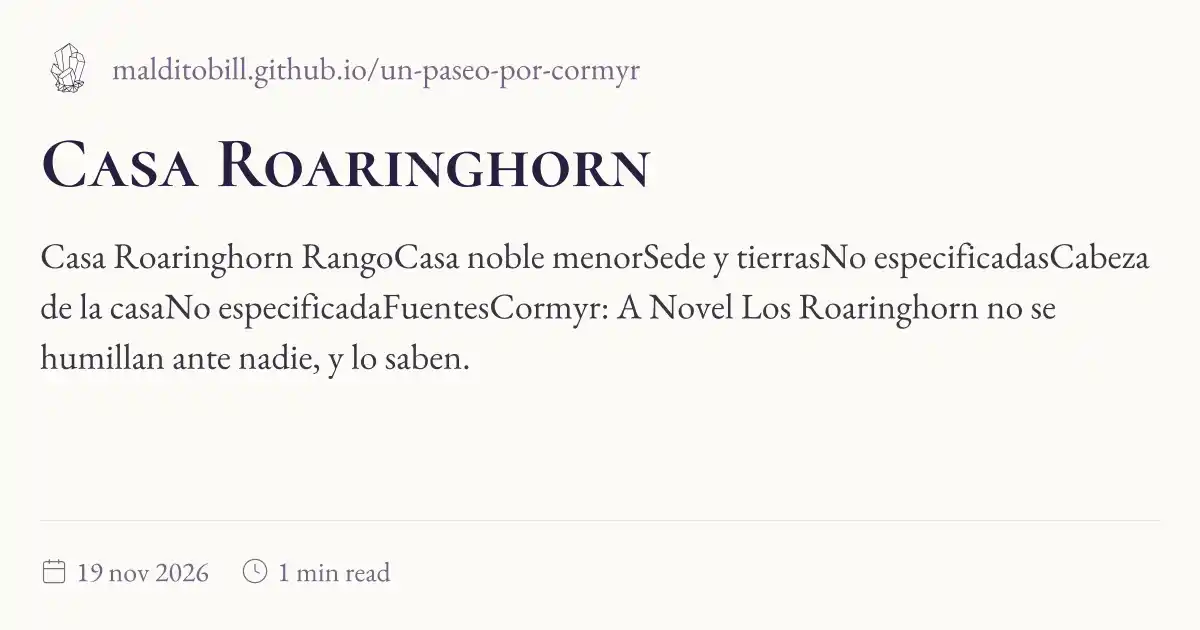 malditobill.github.io/un-paseo-por-cormyr
Casa Roaringhorn
Casa Roaringhorn RangoCasa noble menorSede y tierrasNo especificadasCabeza
de la casaNo especificadaFuentesCormyr: A Novel Los Roaringhorn no se
humillan ante nadie, y lo saben.
19 nov 2026
1 min read